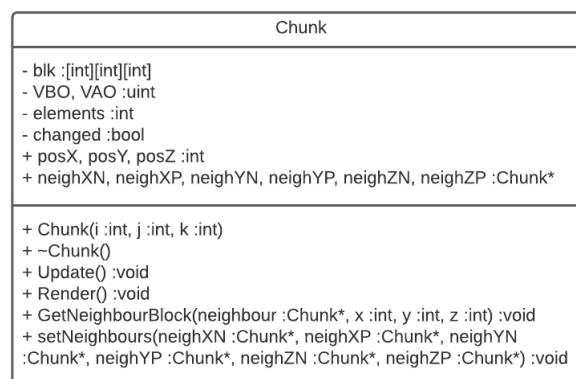 Chunk
- blk :[int][int][int]
- VBO, VAO :uint
- elements :int
- changed :bool
+ posX, posY, posZ :int
+ neighXN, neighXP, neighYN, neighYP, neighZN, neighZP :Chunk*
+ Chunk(i :int, j :int, k :int)
+ ~Chunk()
+ Update() :void
+ Render() :void
+ GetNeighbourBlock(neighbour :Chunk*, x :int, y :int, z :int) :void
+ setNeighbours(neighXN :Chunk*, neighXP :Chunk*, neighYN
:Chunk*, neighYP :Chunk*, neighZN :Chunk*, neighZP :Chunk*) :void